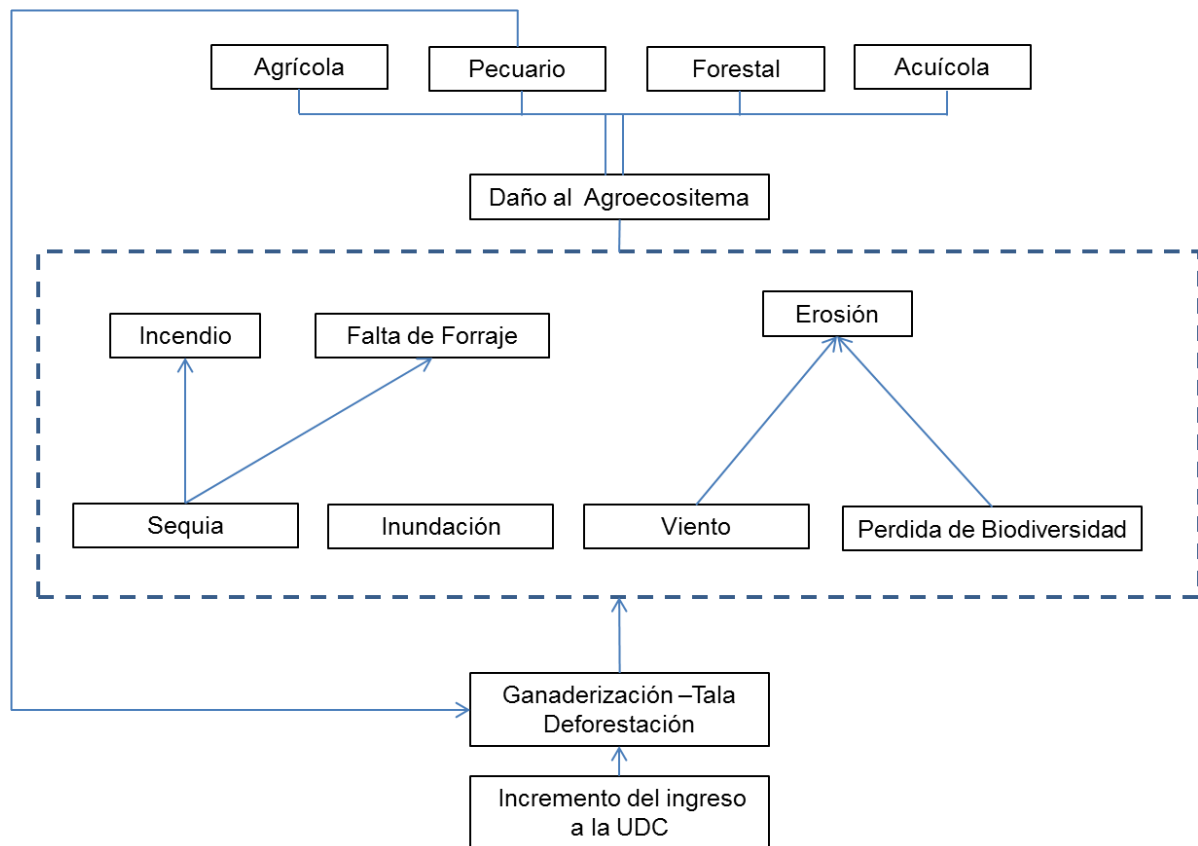 Agrícola
Pecuario
Forestal
Acuícola
Daño al Agroecositema
Incendio
Falta de Forraje
Erosión
Sequia
Inundación
Viento
Perdida de Biodiversidad
Ganaderización –Tala
Deforestación
Incremento del ingreso
a la UDC